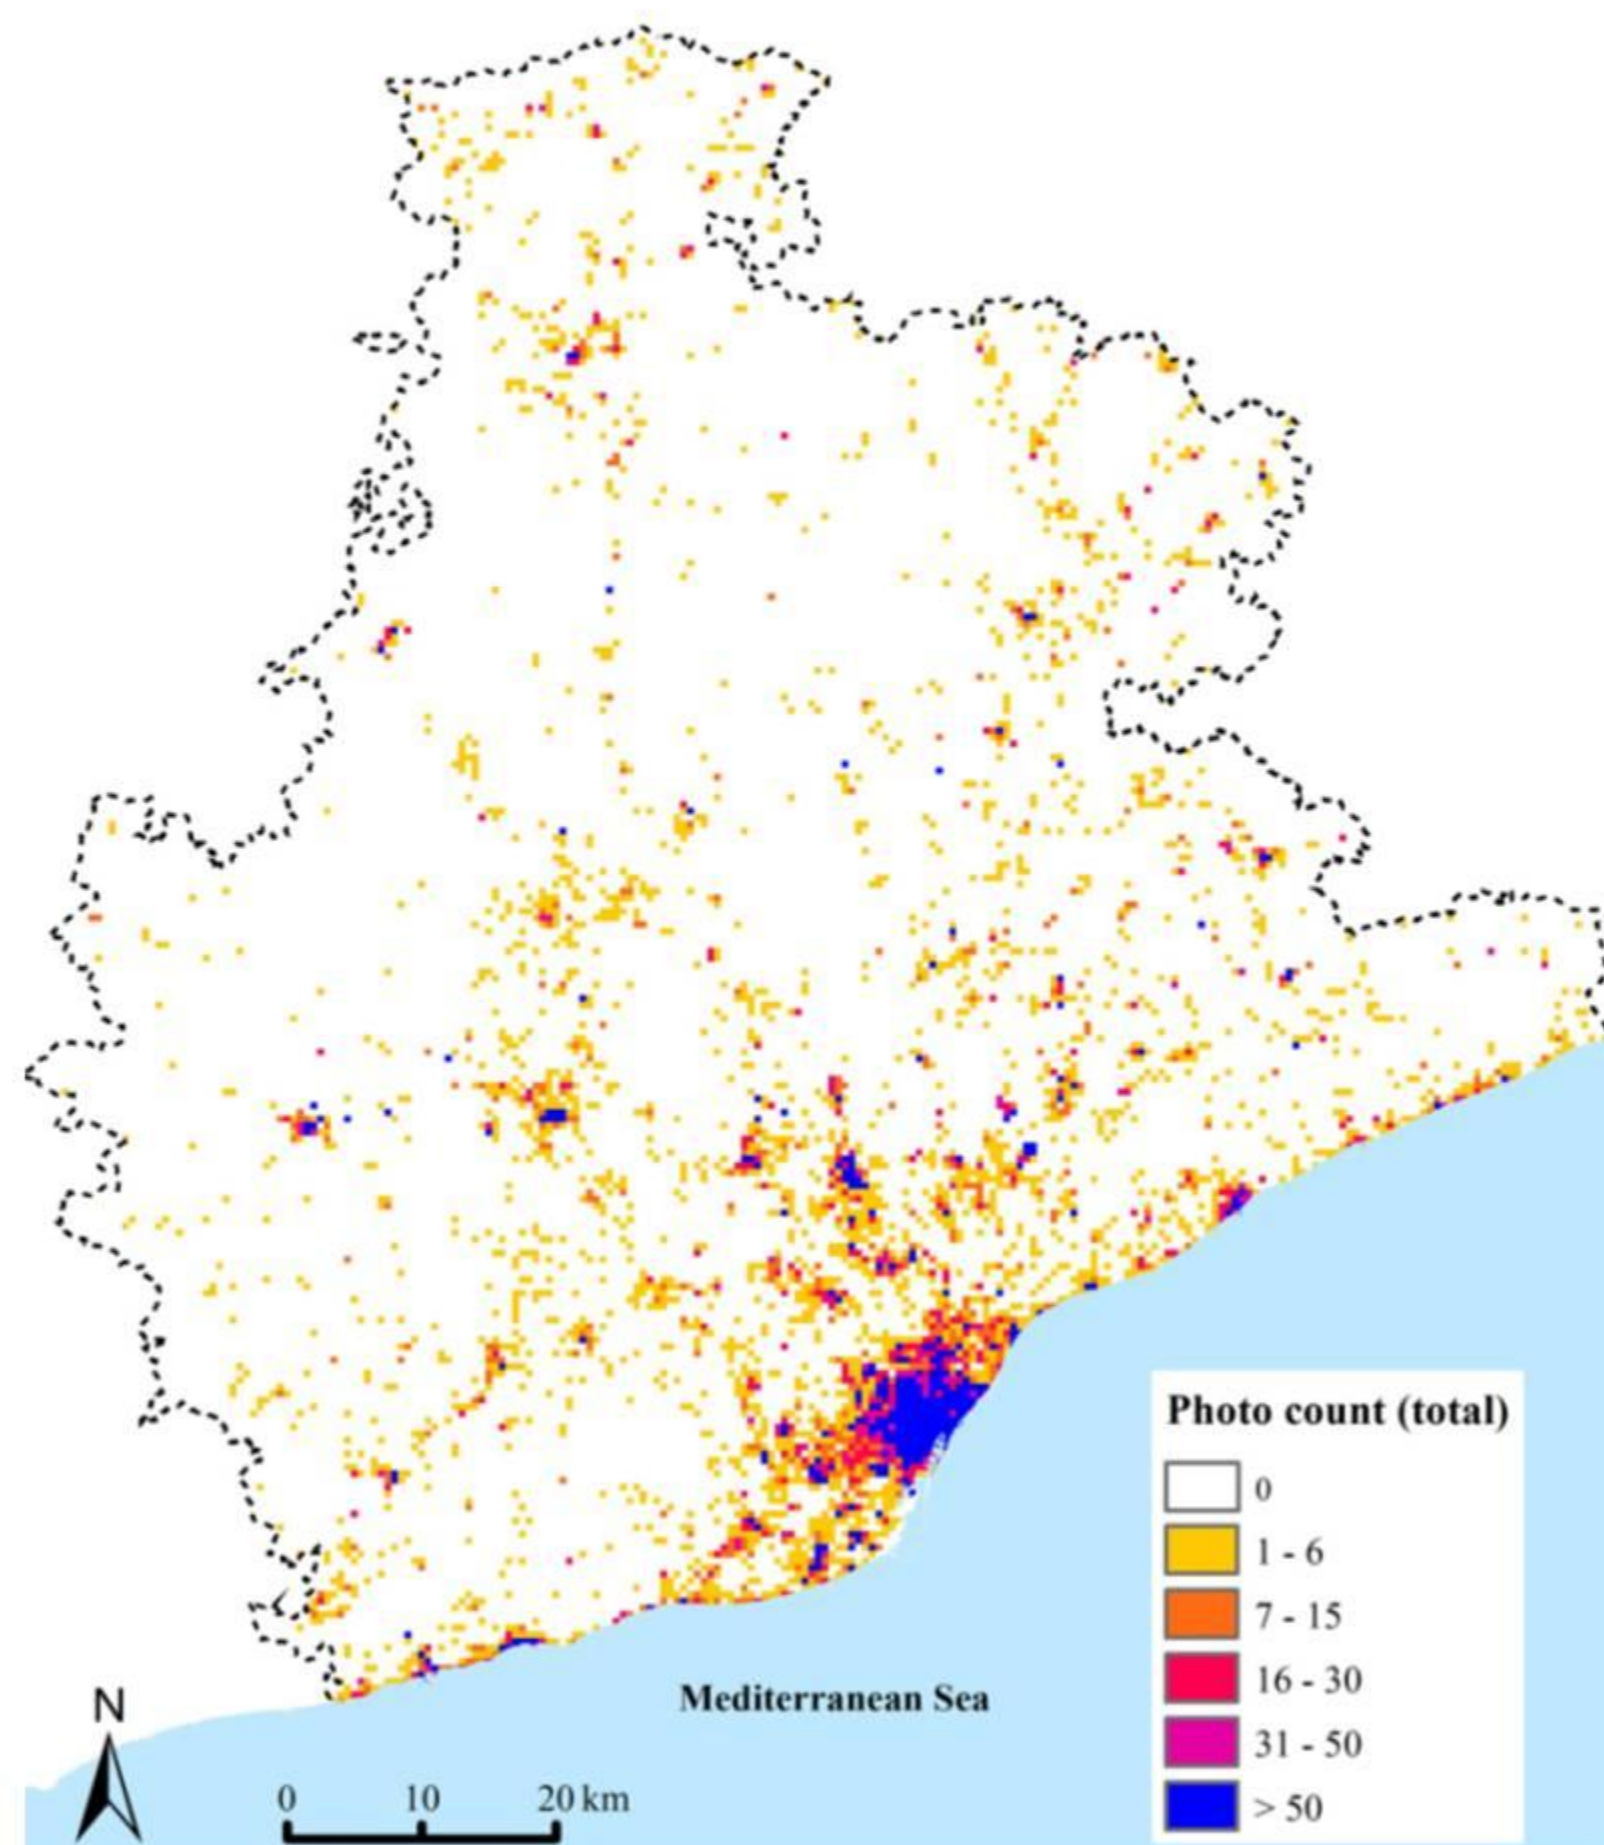 Photo count (total)
0
1 - 6
7 - 15
16 - 30
31 - 50
> 50
Mediterranean Sea
N
0 10 20 km